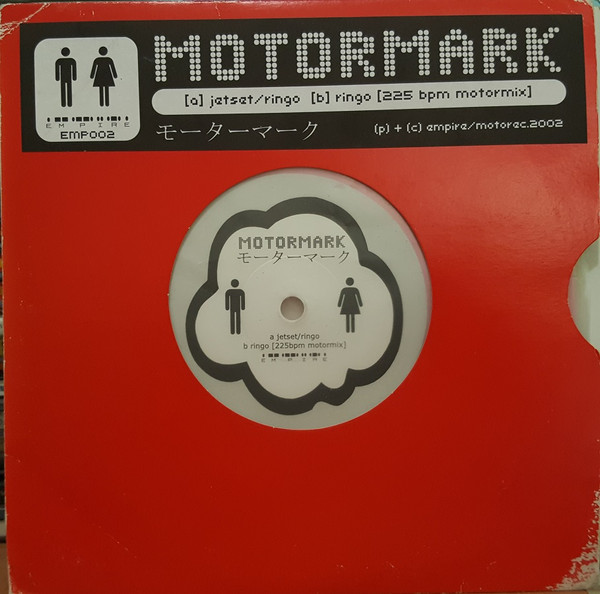 MOTORMARK
[a] jetset/ringo [b] ringo [225 bpm motormix]
EMPIRE
EMP002
モーターマーク
(p) + (c) empire/motorec.2002
MOTORMARK
モーターマーク
a jetset/ringo
b ringo [225bpm motormix]
EMPIRE